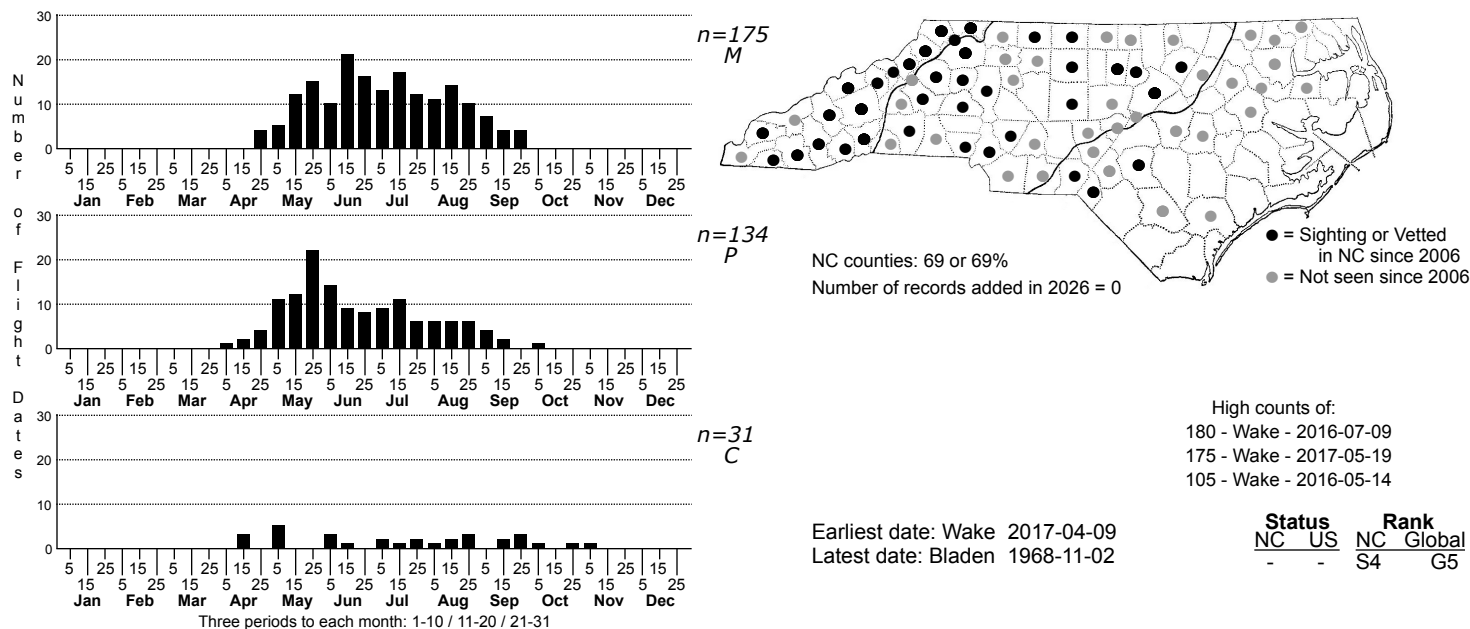 Number of Flight Dates
30
20
10
0
5 25 15 5 25 15 5 25 15 5 25 15 5 25 15 5 25 15
15 5 25 15 5 25 15 5 25 15 5 25 15 5 25 15 5 25
Jan Feb Mar Apr May Jun Jul Aug Sep Oct Nov Dec
n=175
M
30
20
10
0
5 25 15 5 25 15 5 25 15 5 25 15 5 25 15 5 25 15
15 5 25 15 5 25 15 5 25 15 5 25 15 5 25 15 5 25
Jan Feb Mar Apr May Jun Jul Aug Sep Oct Nov Dec
n=134
P
30
20
10
0
5 25 15 5 25 15 5 25 15 5 25 15 5 25 15 5 25 15
15 5 25 15 5 25 15 5 25 15 5 25 15 5 25 15 5 25
Jan Feb Mar Apr May Jun Jul Aug Sep Oct Nov Dec
n=31
C
Three periods to each month: 1-10 / 11-20 / 21-31
NC counties: 69 or 69%
Number of records added in 2026 = 0
= Sighting or Vetted
in NC since 2006
= Not seen since 2006
High counts of:
180 - Wake - 2016-07-09
175 - Wake - 2017-05-19
105 - Wake - 2016-05-14
Earliest date: Wake 2017-04-09
Latest date: Bladen 1968-11-02
Status Rank
NC US NC Global
- - S4 G5